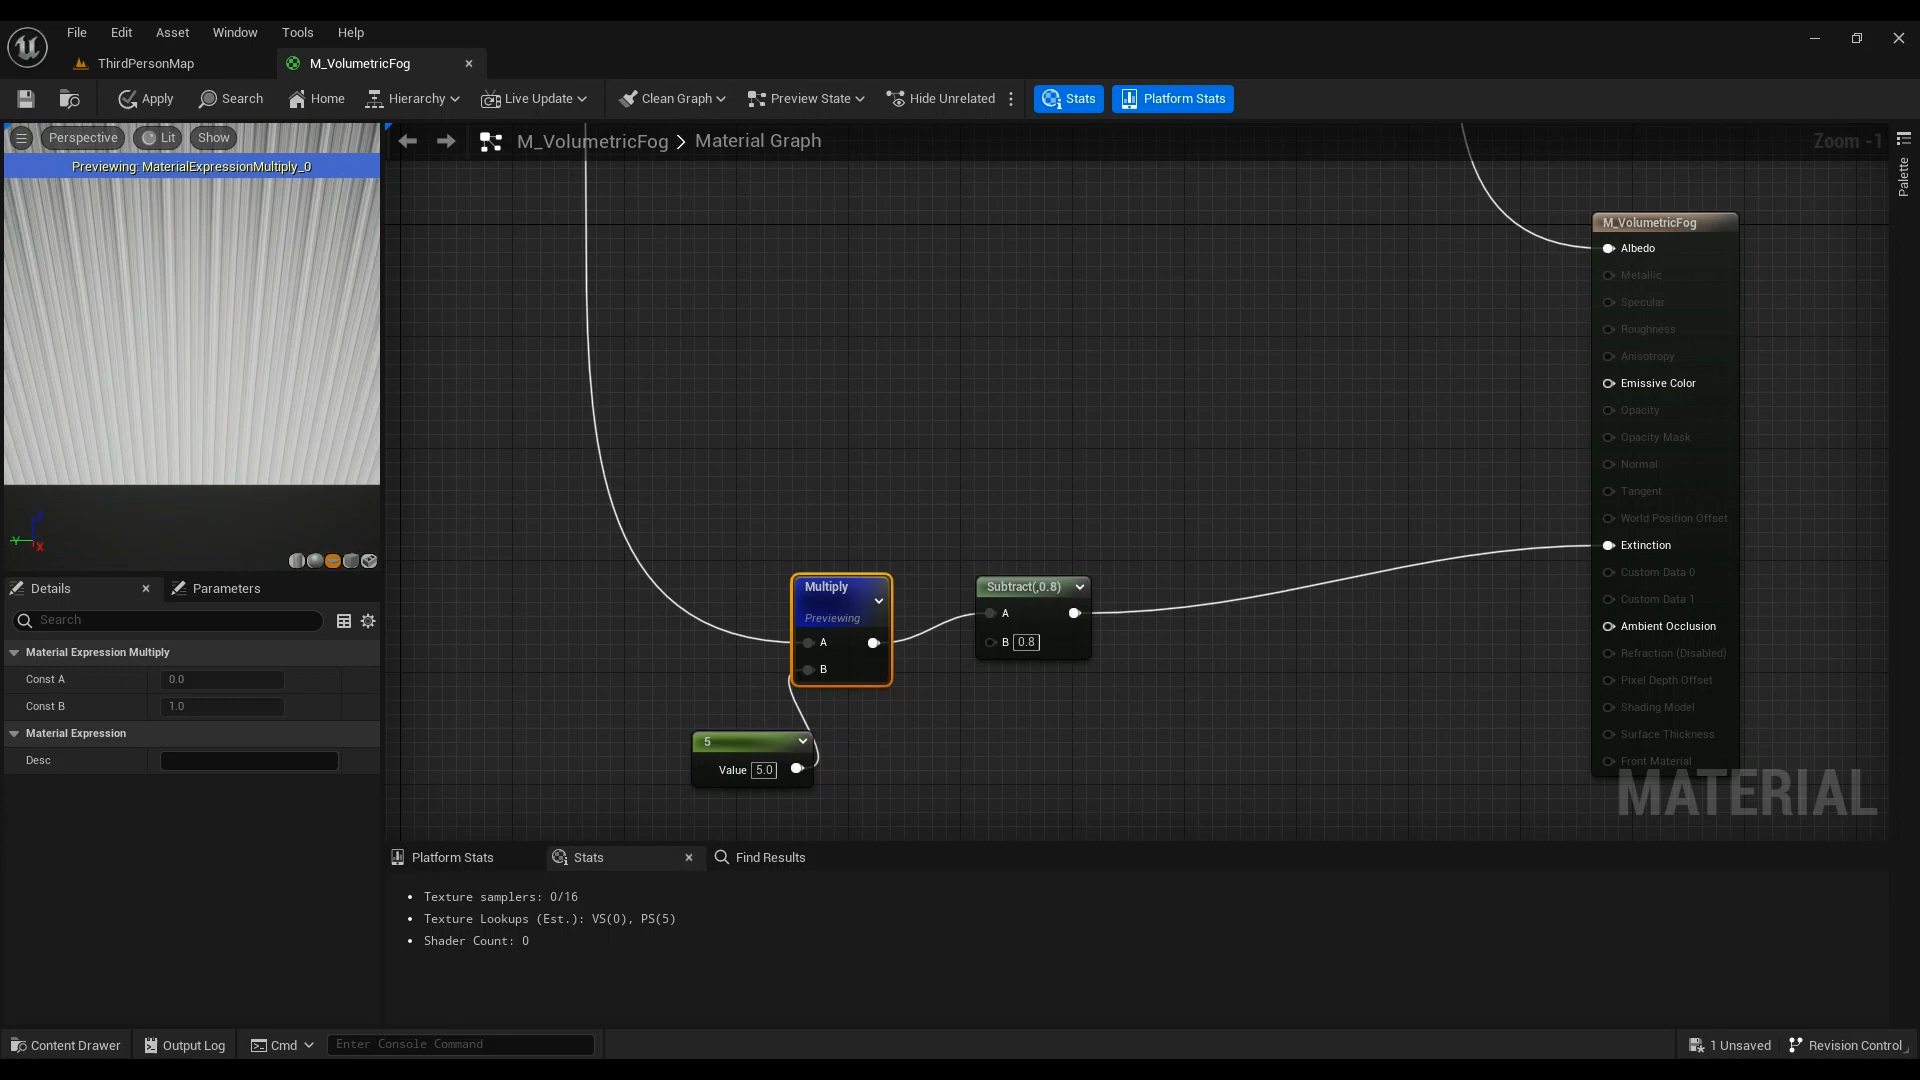 File Edit Asset Window Tools Help
ThirdPersonMap
M_VolumetricFog
Apply Search Home Hierarchy Live Update Clean Graph Preview State Hide Unrelated Stats Platform Stats
Perspective Lit Show
Previewing: MaterialExpressionMultiply_0
M_VolumetricFog > Material Graph
Zoom -1
Palette
M_VolumetricFog
Albedo
Metallic
Specular
Roughness
Anisotropy
Emissive Color
Opacity
Opacity Mask
Normal
Tangent
World Position Offset
Extinction
Custom Data 0
Custom Data 1
Ambient Occlusion
Refraction (Disabled)
Pixel Depth Offset
Shading Model
Surface Thickness
Front Material
MATERIAL
Multiply
Previewing
A
B
Subtract(,0.8)
A
B 0.8
5
Value 5.0
Y Z X
Details Parameters
Search
Material Expression Multiply
Const A 0.0
Const B 1.0
Material Expression
Desc
Platform Stats Stats Find Results
• Texture samplers: 0/16
• Texture Lookups (Est.): VS(0), PS(5)
• Shader Count: 0
Content Drawer Output Log Cmd Enter Console Command 1 Unsaved Revision Control